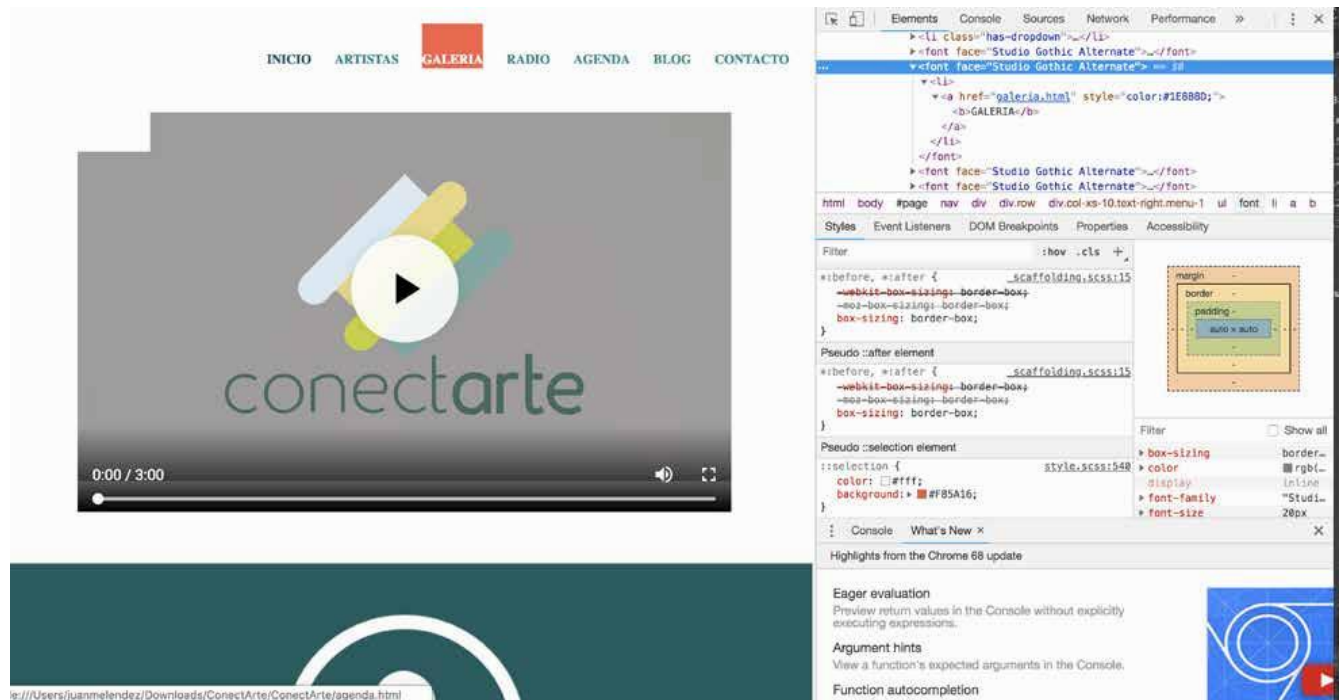 INICIO ARTISTAS GALERIA RADIO AGENDA BLOG CONTACTO
conectarte
0:00 / 3:00
e:///Users/juanmelendez/Downloads/ConectArte/ConectArte/agenda.html
Elements Console Sources Network Performance »
▶<li class="has-dropdown">…</li>
▶<font face="Studio Gothic Alternate">…</font>
… ▼<font face="Studio Gothic Alternate"> == $0
▼<li>
▼<a href="galeria.html" style="color:#1E8B8D;">
<b>GALERIA</b>
</a>
</li>
</font>
▶<font face="Studio Gothic Alternate">…</font>
▶<font face="Studio Gothic Alternate">…</font>
html body #page nav div div.row div.col-xs-10.text-right.menu-1 ul font li a b
Styles Event Listeners DOM Breakpoints Properties Accessibility
Filter :hov .cls +
*:before, *:after { _scaffolding.scss:15
-webkit-box-sizing: border-box;
-moz-box-sizing: border-box;
box-sizing: border-box;
}
Pseudo ::after element
*:before, *:after { _scaffolding.scss:15
-webkit-box-sizing: border-box;
-moz-box-sizing: border-box;
box-sizing: border-box;
}
Pseudo ::selection element
::selection { style.scss:540
color: #fff;
background:▶ #F85A16;
}
margin -
border -
padding -
- - - auto × auto - - -
-
-
-
Filter Show all
▶ box-sizing border…
▶ color rgb(…
display inline
▶ font-family "Studi…
▶ font-size 20px
Console What's New ×
Highlights from the Chrome 68 update
Eager evaluation
Preview return values in the Console without explicitly
executing expressions.
Argument hints
View a function's expected arguments in the Console.
Function autocompletion